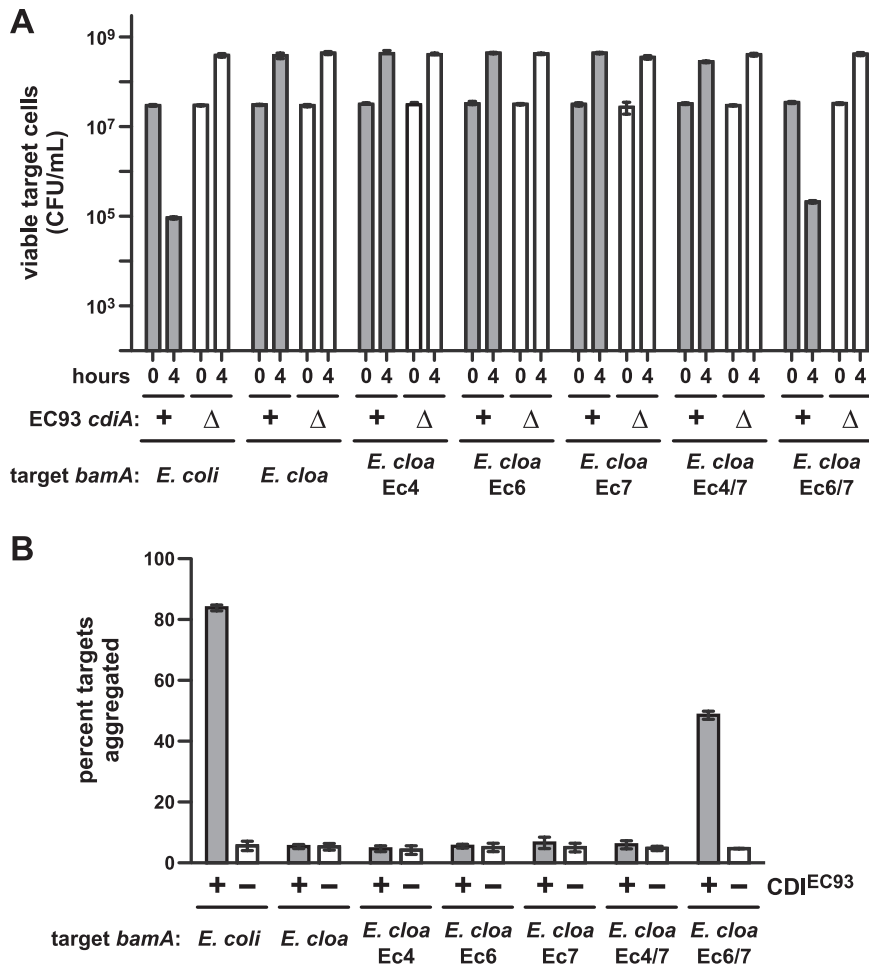 A
viable target cells
(CFU/mL)
10⁹
10⁷
10⁵
10³
hours 0 4 0 4 0 4 0 4 0 4 0 4 0 4 0 4 0 4 0 4 0 4 0 4 0 4 0 4
EC93 cdiA: + Δ + Δ + Δ + Δ + Δ + Δ + Δ
target bamA: E. coli E. cloa E. cloa E. cloa E. cloa E. cloa E. cloa
Ec4 Ec6 Ec7 Ec4/7 Ec6/7
B
percent targets
aggregated
100
80
60
40
20
0
+ – + – + – + – + – + – + – CDI^EC93
target bamA: E. coli E. cloa E. cloa E. cloa E. cloa E. cloa E. cloa
Ec4 Ec6 Ec7 Ec4/7 Ec6/7